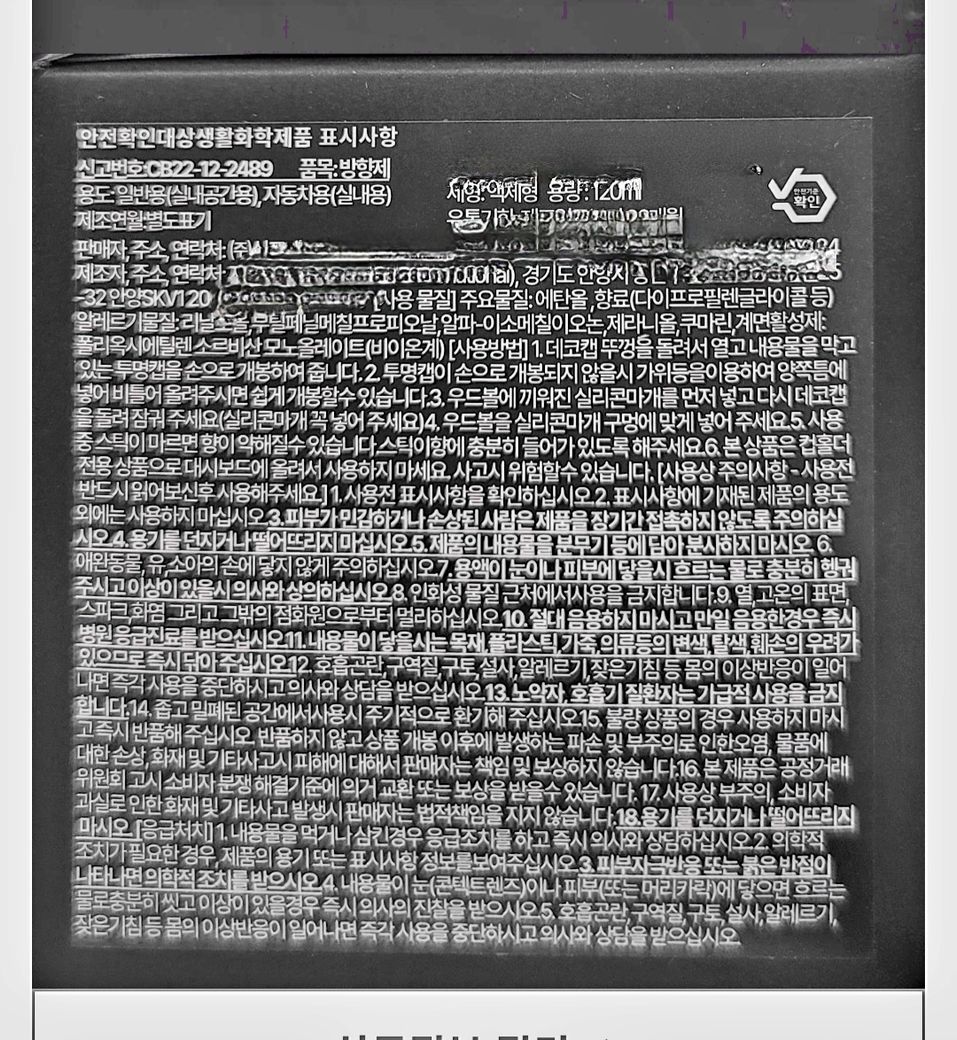 안전확인대상생활화학제품 표시사항
신고번호:CB22-12-2489 품목:방향제
용도:일반용(실내공간용),자동차용(실내용) 제형: 액제형 용량: 120ml
안전기준
확인
제조연월:별도표기
판매자, 주소, 연락처: (주)
제조자, 주소, 연락처: 경기도 안양시
-32 안양SKV1 20 [사용 물질] 주요물질: 에탄올 ,향료(다이프로필렌글라이콜 등)
알레르기물질: 알파-이소메칠이오논,제라니올,쿠마린,계면활성제:
폴리옥시에틸렌 소르비산 모노올레이트(비이온계) [사용방법] 1. 데코캡 뚜껑을 돌려서 열고 내용물을 막고
있는 투명캡을 손으로 개봉하여 줍니다. 2. 투명캡이 손으로 개봉되지 않을시 가위등을이용하여 양쪽틈에
넣어 비틀어 올려주시면 쉽게 개봉할수 있습니다.3. 우드볼에 끼워진 실리콘마개를 먼저 넣고 다시 데코캡
을 돌려 잠궈 주세요(실리콘마개 꼭 넣어 주세요)4. 우드볼을 실리콘마개 구멍에 맞게 넣어 주세요.5. 사용
중 스틱이 마르면 향이 약해질수 있습니다.스틱이향에 충분히 들어가 있도록 해주세요.6. 본 상품은 컵홀더
전용 상품으로 대시보드에 올려서 사용하지 마세요. 사고시 위험할수 있습니다. [사용상 주의사항 - 사용전
반드시 읽어보신후 사용해주세요.] 1.사용전 표시사항을 확인하십시오.2. 표시사항에 기재된 제품의 용도
외에는 사용하지 마십시오.3.피부가 민감하거나 손상된 사람은 제품을 장기간 접촉하지 않도록 주의하십
시오.4. 용기를 던지거나 떨어뜨리지 마십시오.5. 제품의 내용물을 분무기 등에 담아 분사하지 마시오. 6.
애완동물, 유,소아의 손에 닿지 않게 주의하십시오.7. 용액이 눈이나 피부에 닿을시 흐르는 물로 충분히 헹궈
주시고 이상이 있을시 의사와 상의하십시오.8. 인화성 물질 근처에서사용을 금지합니다.9. 열,고온의 표면,
스파크,화염 그리고 그밖의 점화원으로부터 멀리하십시오.10. 절대 음용하지 마시고 만일 음용한경우 즉시
병원 응급진료를 받으십시오.11. 내용물이 닿을시는 목재,플라스틱,가죽,의류등의 변색,탈색,훼손의 우려가
있으므로 즉시 닦아 주십시오.12. 호흡곤란, 구역질, 구토, 설사,알레르기,잦은기침 등 몸의 이상반응이 일어
나면 즉각 사용을 중단하시고 의사와 상담을 받으십시오.13. 노약자, 호흡기 질환자는 가급적 사용을 금지
합니다.14. 좁고 밀폐된 공간에서사용시 주기적으로 환기해 주십시오.15. 불량 상품의 경우 사용하지 마시
고 즉시 반품해 주십시오. 반품하지 않고 상품 개봉 이후에 발생하는 파손 및 부주의로 인한오염, 물품에
대한 손상, 화재 및 기타사고시 피해에 대해서 판매자는 책임 및 보상하지 않습니다.16. 본 제품은 공정거래
위원회 고시 소비자 분쟁 해결기준에 의거 교환 또는 보상을 받을수 있습니다. 17. 사용상 부주의, 소비자
과실로 인한 화재 및 기타사고 발생시 판매자는 법적책임을 지지 않습니다.18.용기를 던지거나 떨어뜨리지
마시오. [응급처치] 1. 내용물을 먹거나 삼킨경우 응급조치를 하고 즉시 의사와 상담하십시오.2. 의학적
조치가 필요한 경우, 제품의 용기 또는 표시사항 정보를보여주십시오.3. 피부자극반응 또는 붉은 반점이
나타나면 의학적 조치를 받으시오.4. 내용물이 눈(콘텍트렌즈)이나 피부(또는 머리카락)에 닿으면 흐르는
물로충분히 씻고 이상이 있을경우 즉시 의사의 진찰을 받으십시오.5. 호흡곤란, 구역질, 구토, 설사, 알레르기,
잦은기침 등 몸의 이상반응이 일어나면 즉각 사용을 중단하시고 의사와 상담을 받으십시오.